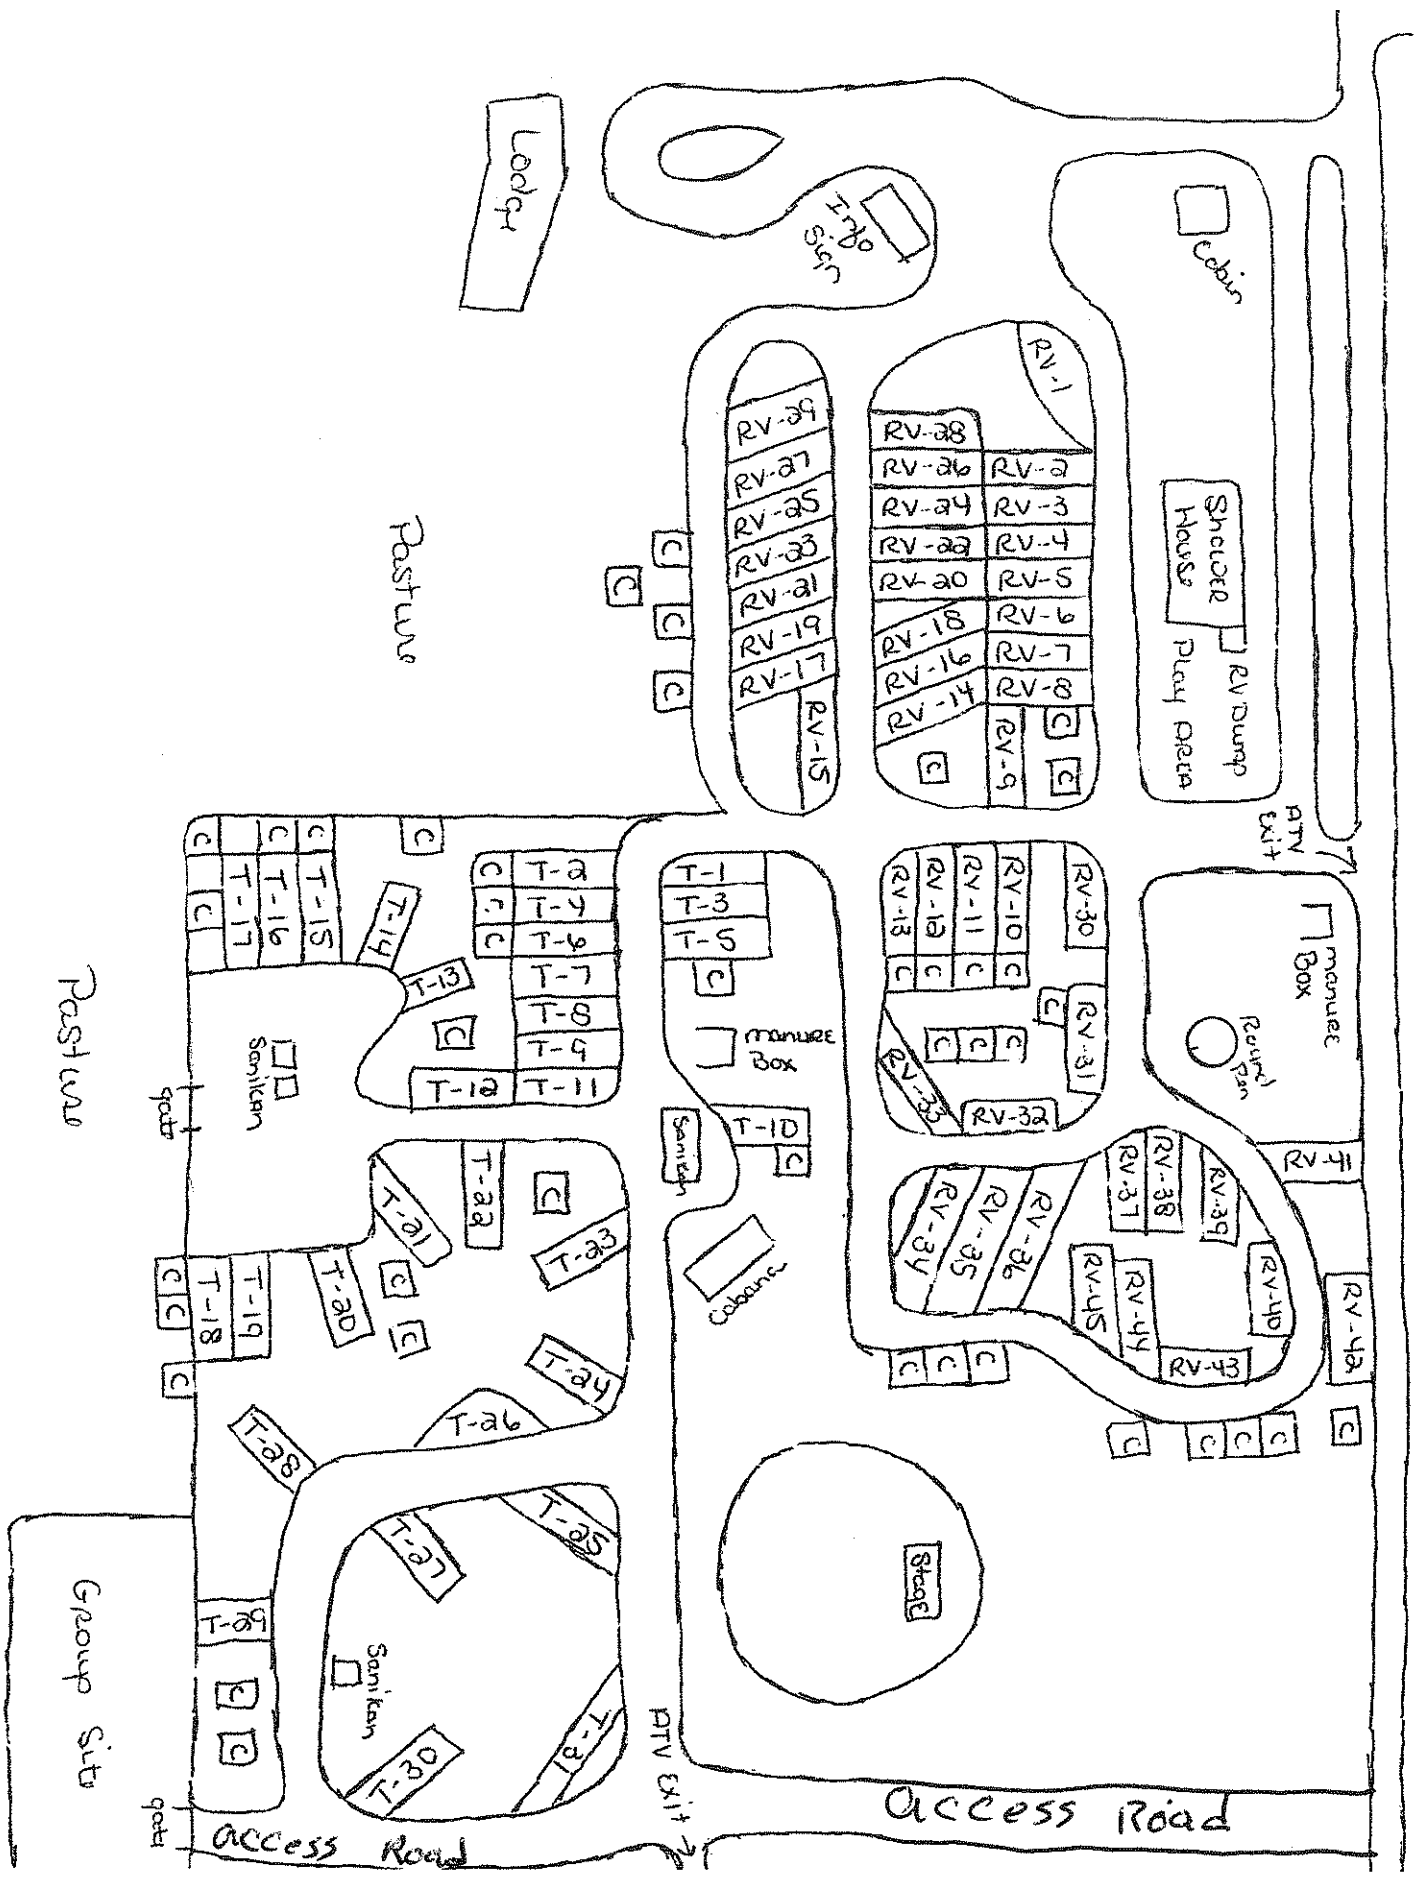 Lodge
Info
Sign
Cabin
Shower
House
RV Dump
Play Area
ATV
Exit
Pasture
RV-1
RV-29
RV-28
RV-27
RV-26
RV-2
RV-25
RV-24
RV-3
RV-23
RV-22
RV-4
RV-21
RV-20
RV-5
RV-19
RV-18
RV-6
RV-17
RV-16
RV-7
RV-14
RV-8
RV-15
RV-9
C
C
C
C
C
C
C
C
C
C
C
C
T-17
T-16
T-15
T-14
C
C
C
T-2
T-4
T-6
T-7
T-8
T-9
T-13
C
T-12
T-11
T-1
T-3
T-5
C
manure
Box
RV-13
RV-12
RV-11
RV-10
RV-30
C
C
C
C
C
RV-31
C
C
C
RV-33
RV-32
manure
Box
Round
Pen
Pasture
Sanikan
gate
Sanikan
T-10
C
RV-41
T-22
C
T-21
T-23
C
C
C
C
C
T-18
T-19
T-20
T-24
T-26
T-28
Cabana
RV-34
RV-35
RV-36
RV-37
RV-38
RV-39
RV-45
RV-44
RV-40
RV-43
RV-42
C
C
C
C
C
C
C
C
T-25
T-27
T-29
C
C
Sanikan
T-30
T-31
Stage
Group Site
gate
ATV Exit
access Road
access Road